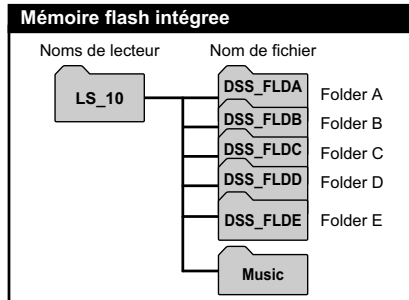 Mémoire flash intégree
Noms de lecteur Nom de fichier
LS_10
DSS_FLDA Folder A
DSS_FLDB Folder B
DSS_FLDC Folder C
DSS_FLDD Folder D
DSS_FLDE Folder E
Music